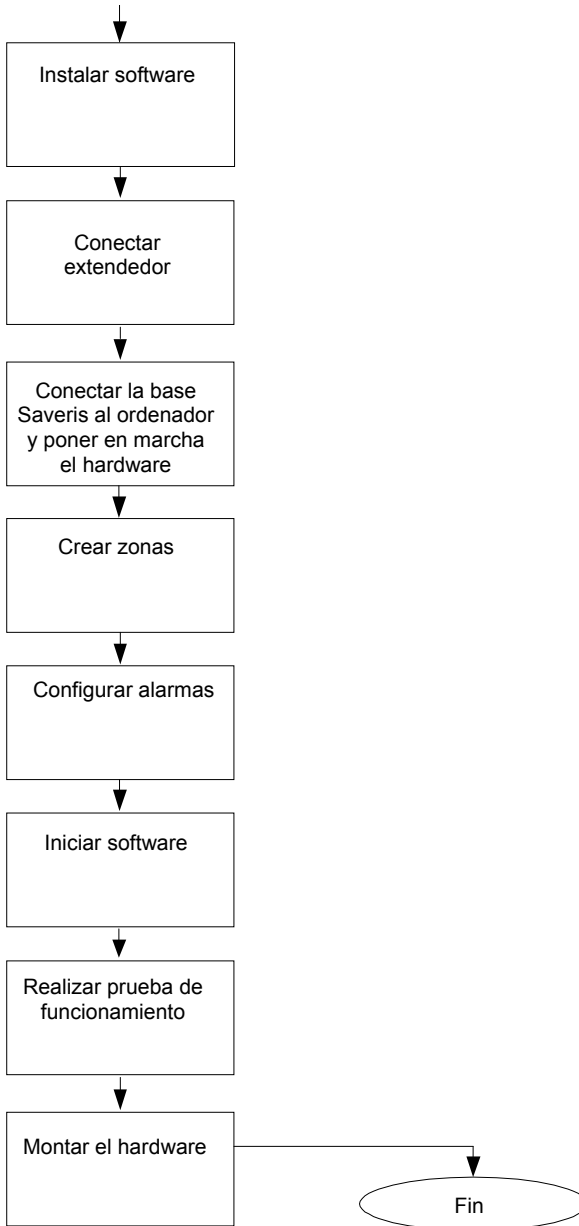 Instalar software
Conectar
extendedor
Conectar la base
Saveris al ordenador
y poner en marcha
el hardware
Crear zonas
Configurar alarmas
Iniciar software
Realizar prueba de
funcionamiento
Montar el hardware
Fin